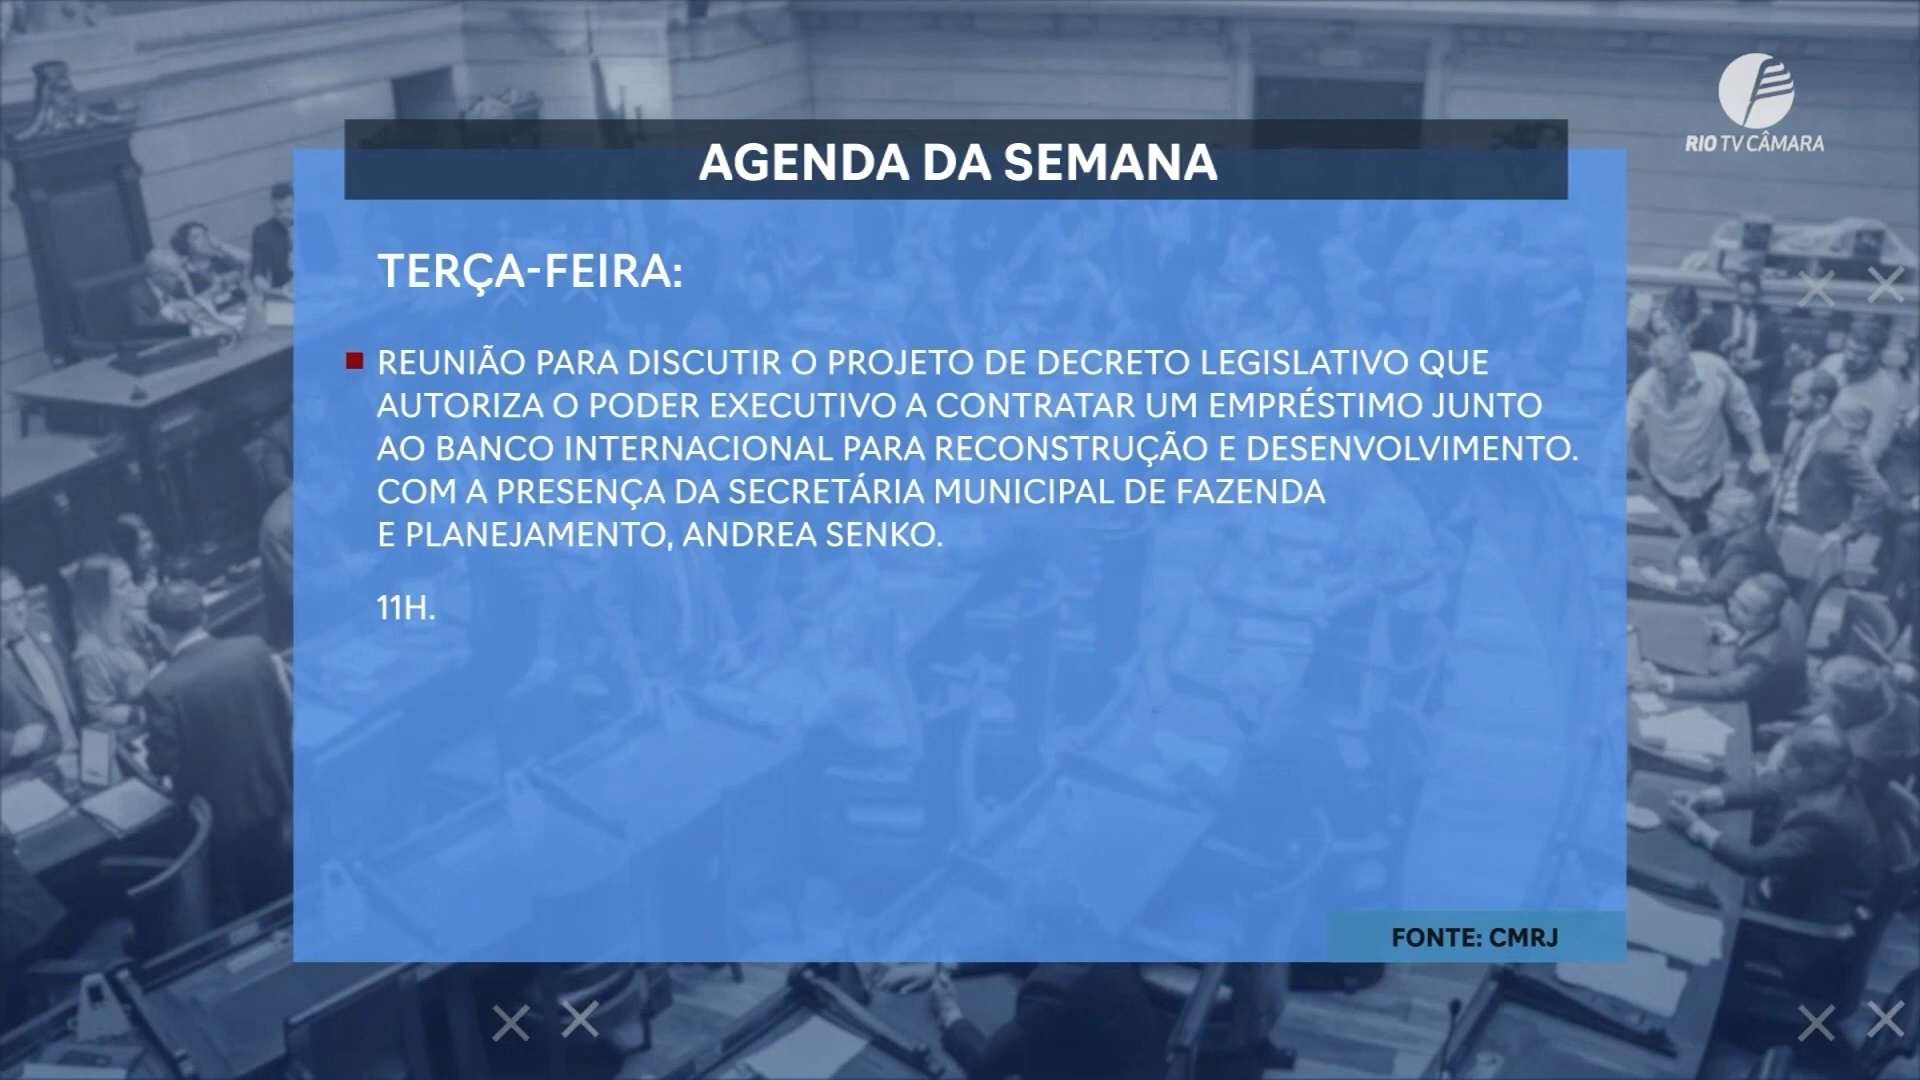 RIO TV CÂMARA
AGENDA DA SEMANA
TERÇA-FEIRA:
REUNIÃO PARA DISCUTIR O PROJETO DE DECRETO LEGISLATIVO QUE
AUTORIZA O PODER EXECUTIVO A CONTRATAR UM EMPRÉSTIMO JUNTO
AO BANCO INTERNACIONAL PARA RECONSTRUÇÃO E DESENVOLVIMENTO.
COM A PRESENÇA DA SECRETÁRIA MUNICIPAL DE FAZENDA
E PLANEJAMENTO, ANDREA SENKO.
11H.
FONTE: CMRJ